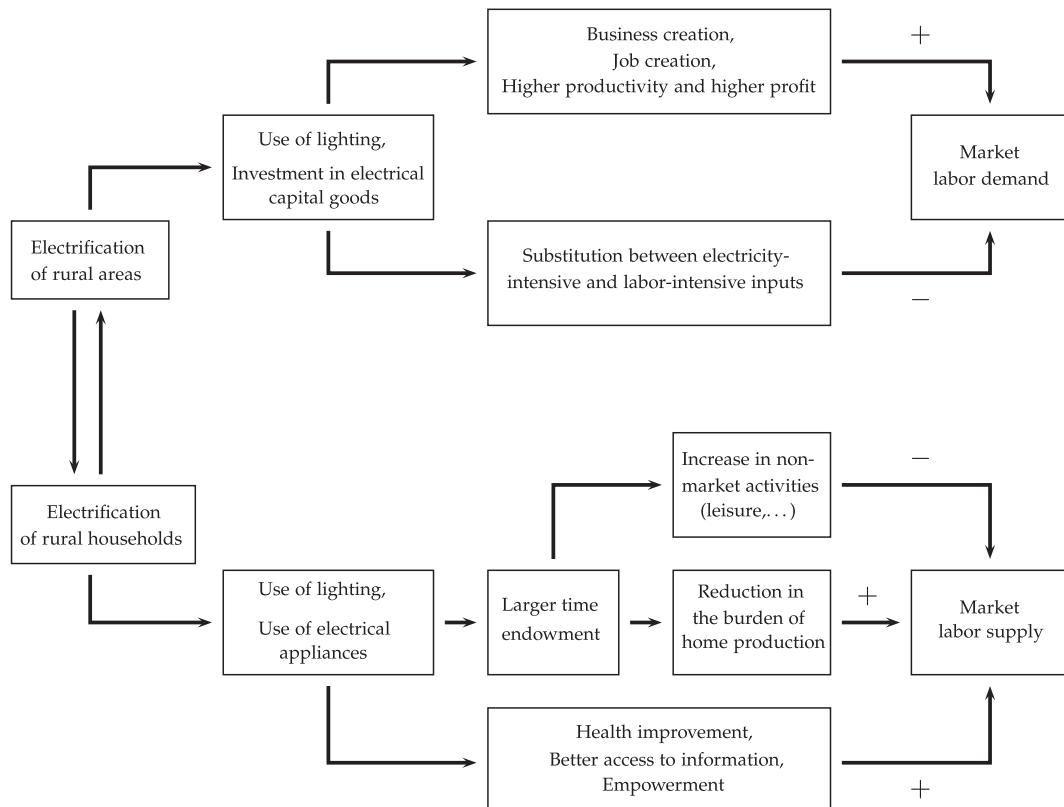 Business creation,
Job creation,
Higher productivity and higher profit
+
Use of lighting,
Investment in electrical
capital goods
Market
labor demand
Electrification
of rural areas
Substitution between electricity-
intensive and labor-intensive inputs
−
Increase in non-
market activities
(leisure,...)
−
Electrification
of rural households
Use of lighting,
Use of electrical
appliances
Larger time
endowment
Reduction in
the burden of
home production
+
Market
labor supply
Health improvement,
Better access to information,
Empowerment
+